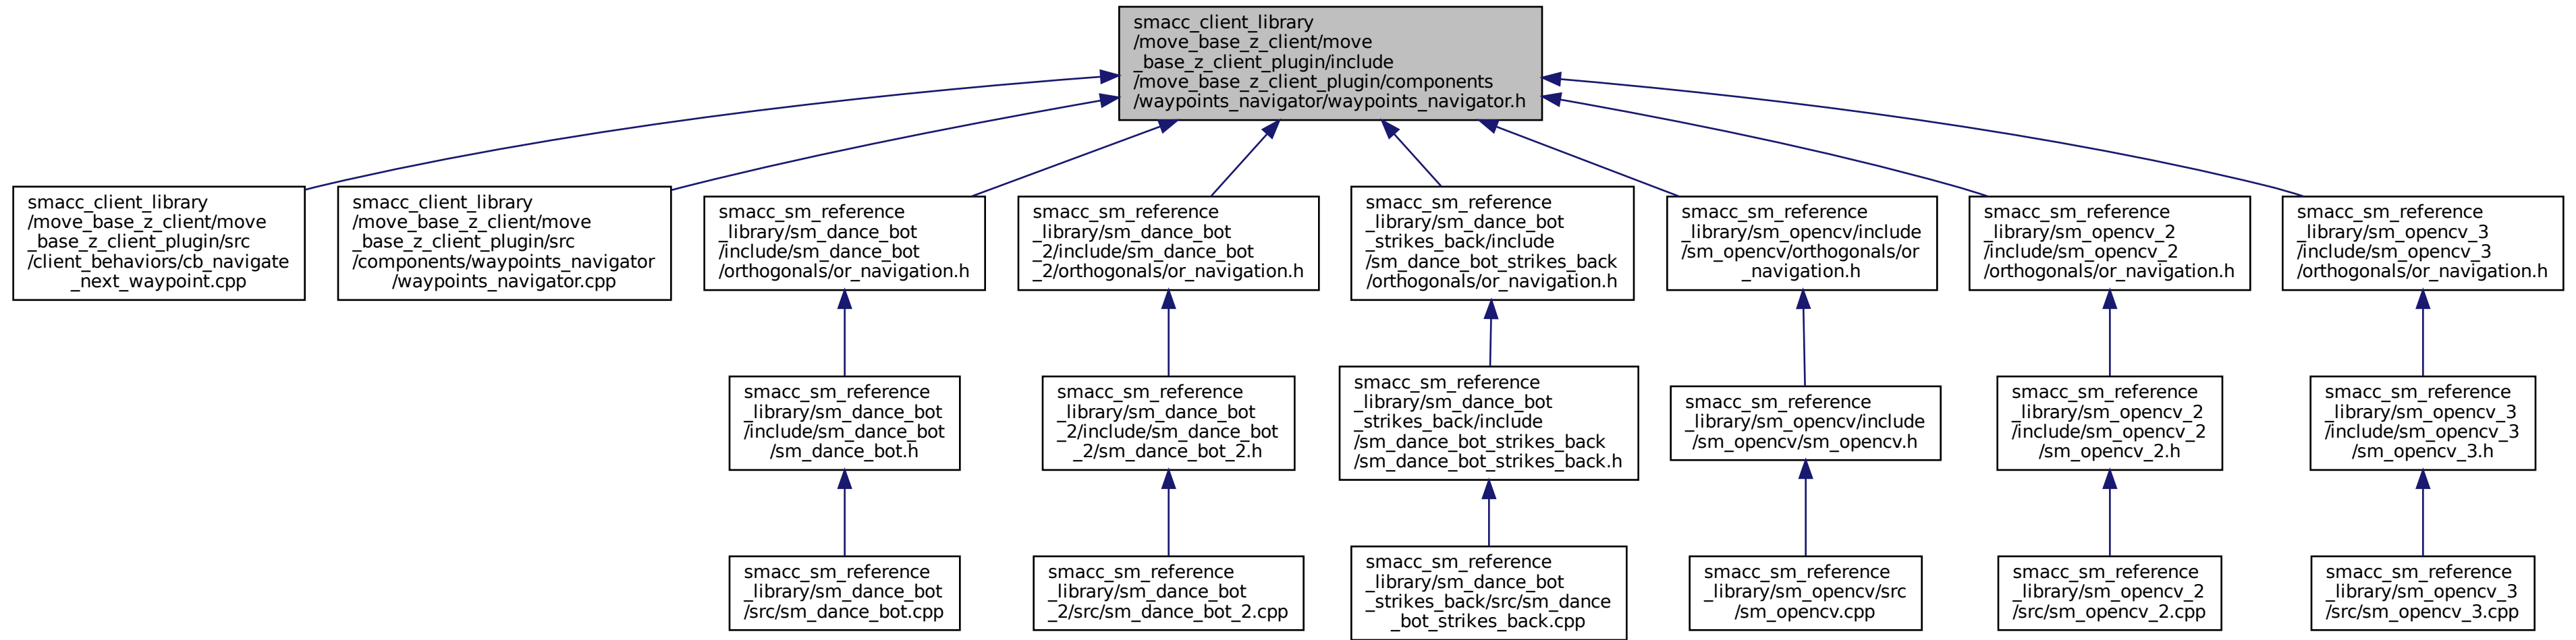 smacc_client_library
/move_base_z_client/move
_base_z_client_plugin/include
/move_base_z_client_plugin/components
/waypoints_navigator/waypoints_navigator.h
smacc_client_library
/move_base_z_client/move
_base_z_client_plugin/src
/client_behaviors/cb_navigate
_next_waypoint.cpp
smacc_client_library
/move_base_z_client/move
_base_z_client_plugin/src
/components/waypoints_navigator
/waypoints_navigator.cpp
smacc_sm_reference
_library/sm_dance_bot
/include/sm_dance_bot
/orthogonals/or_navigation.h
smacc_sm_reference
_library/sm_dance_bot
_2/include/sm_dance_bot
_2/orthogonals/or_navigation.h
smacc_sm_reference
_library/sm_dance_bot
_strikes_back/include
/sm_dance_bot_strikes_back
/orthogonals/or_navigation.h
smacc_sm_reference
_library/sm_opencv/include
/sm_opencv/orthogonals/or
_navigation.h
smacc_sm_reference
_library/sm_opencv_2
/include/sm_opencv_2
/orthogonals/or_navigation.h
smacc_sm_reference
_library/sm_opencv_3
/include/sm_opencv_3
/orthogonals/or_navigation.h
smacc_sm_reference
_library/sm_dance_bot
/include/sm_dance_bot
/sm_dance_bot.h
smacc_sm_reference
_library/sm_dance_bot
_2/include/sm_dance_bot
_2/sm_dance_bot_2.h
smacc_sm_reference
_library/sm_dance_bot
_strikes_back/include
/sm_dance_bot_strikes_back
/sm_dance_bot_strikes_back.h
smacc_sm_reference
_library/sm_opencv/include
/sm_opencv/sm_opencv.h
smacc_sm_reference
_library/sm_opencv_2
/include/sm_opencv_2
/sm_opencv_2.h
smacc_sm_reference
_library/sm_opencv_3
/include/sm_opencv_3
/sm_opencv_3.h
smacc_sm_reference
_library/sm_dance_bot
/src/sm_dance_bot.cpp
smacc_sm_reference
_library/sm_dance_bot
_2/src/sm_dance_bot_2.cpp
smacc_sm_reference
_library/sm_dance_bot
_strikes_back/src/sm_dance
_bot_strikes_back.cpp
smacc_sm_reference
_library/sm_opencv/src
/sm_opencv.cpp
smacc_sm_reference
_library/sm_opencv_2
/src/sm_opencv_2.cpp
smacc_sm_reference
_library/sm_opencv_3
/src/sm_opencv_3.cpp